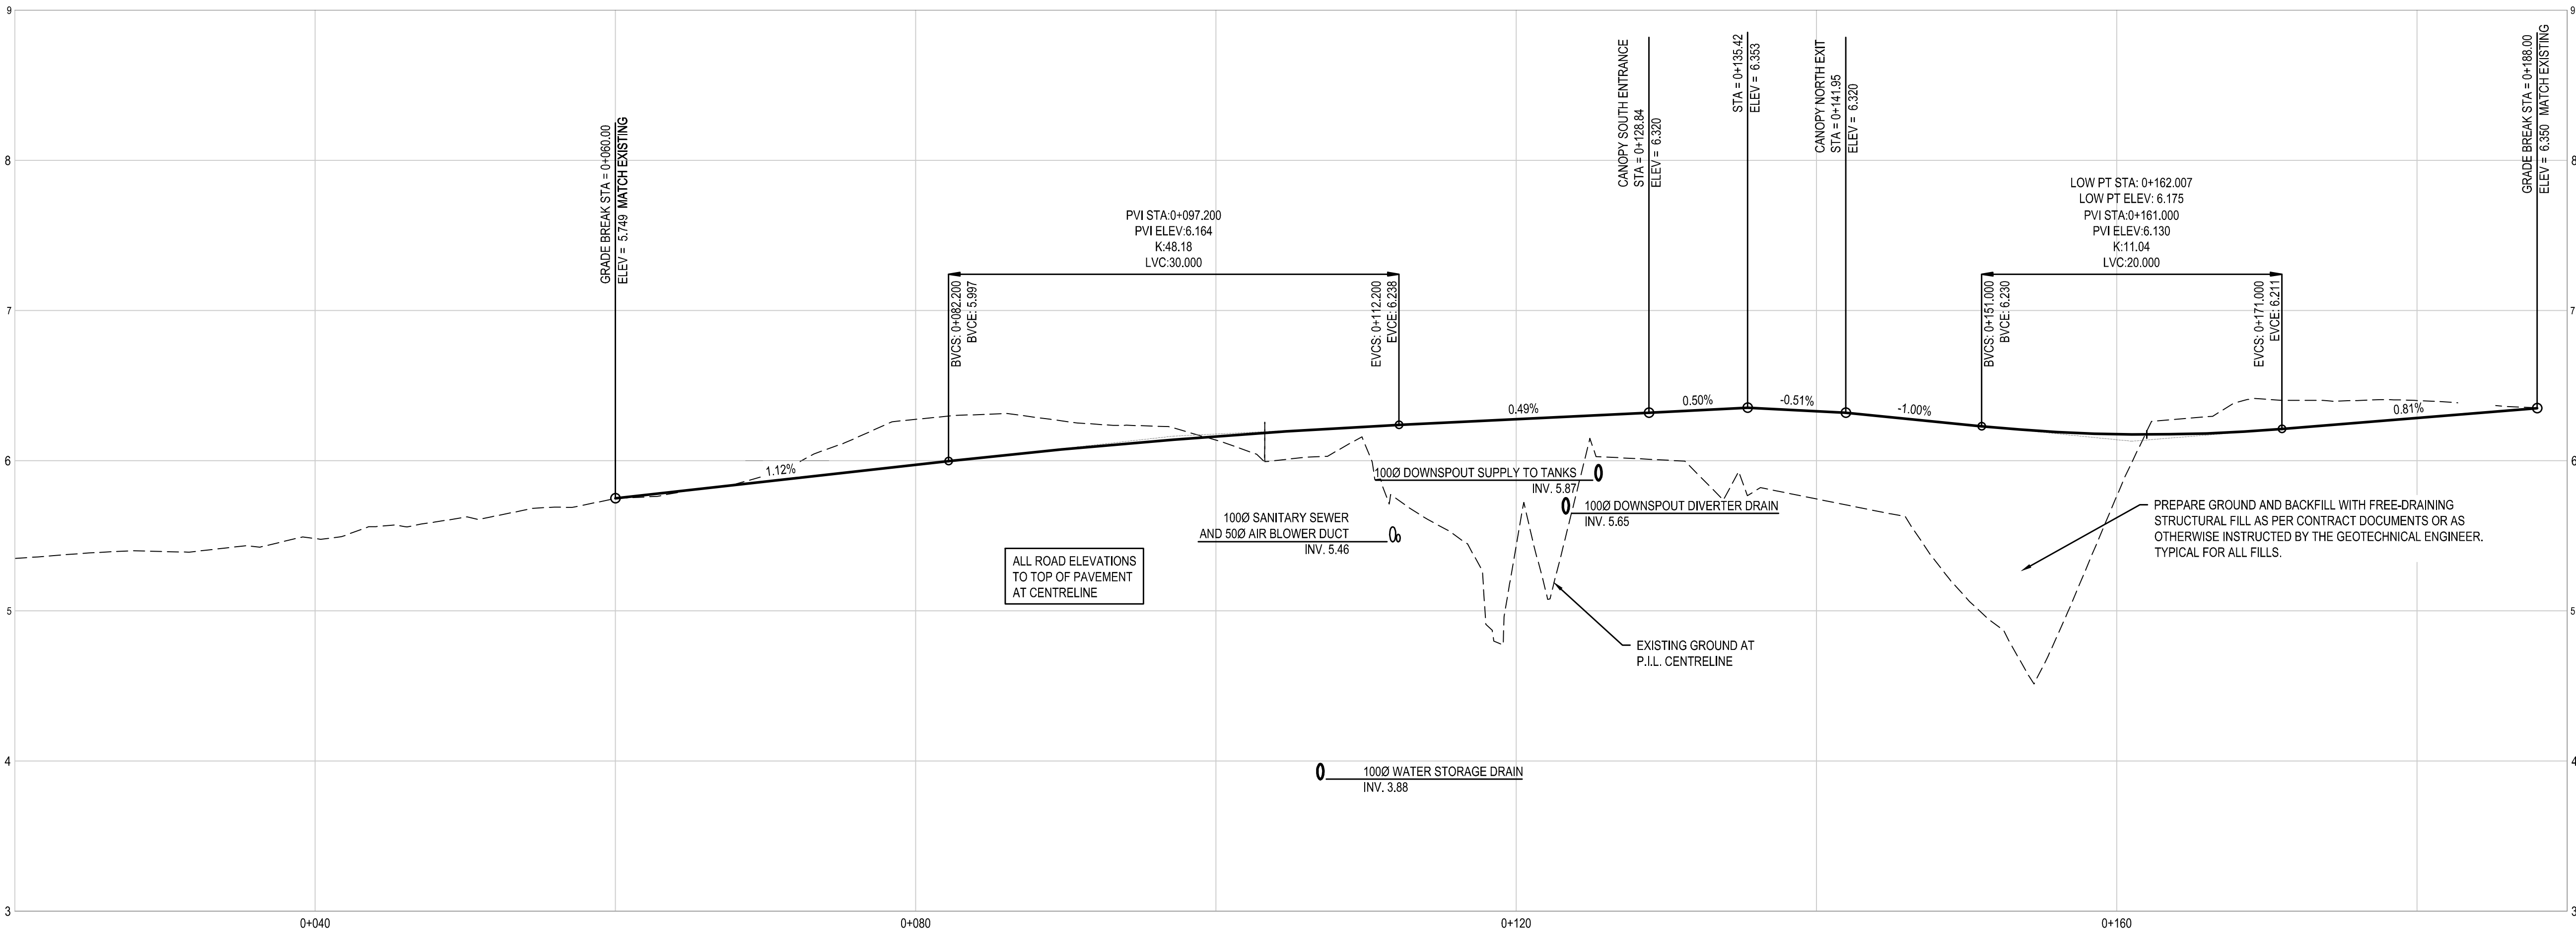 9
8
7
6
5
4
3
9
8
7
6
5
4
3
0+040
0+080
0+120
0+160
GRADE BREAK STA = 0+060.00
ELEV = 5.749 MATCH EXISTING
1.12%
PVI STA:0+097.200
PVI ELEV:6.164
K:48.18
LVC:30.000
BVCS: 0+082.200
BVCE: 5.997
EVCS: 0+112.200
EVCE: 6.238
0.49%
CANOPY SOUTH ENTRANCE
STA = 0+128.84
ELEV = 6.320
0.50%
STA = 0+135.42
ELEV = 6.353
-0.51%
CANOPY NORTH EXIT
STA = 0+141.95
ELEV = 6.320
-1.00%
LOW PT STA: 0+162.007
LOW PT ELEV: 6.175
PVI STA:0+161.000
PVI ELEV:6.130
K:11.04
LVC:20.000
BVCS: 0+151.000
BVCE: 6.230
EVCS: 0+171.000
EVCE: 6.211
0.81%
GRADE BREAK STA = 0+188.00
ELEV = 6.350 MATCH EXISTING
100Ø DOWNSPOUT SUPPLY TO TANKS
INV. 5.87
100Ø DOWNSPOUT DIVERTER DRAIN
INV. 5.65
100Ø SANITARY SEWER
AND 50Ø AIR BLOWER DUCT
INV. 5.46
ALL ROAD ELEVATIONS
TO TOP OF PAVEMENT
AT CENTRELINE
PREPARE GROUND AND BACKFILL WITH FREE-DRAINING
STRUCTURAL FILL AS PER CONTRACT DOCUMENTS OR AS
OTHERWISE INSTRUCTED BY THE GEOTECHNICAL ENGINEER.
TYPICAL FOR ALL FILLS.
EXISTING GROUND AT
P.I.L. CENTRELINE
100Ø WATER STORAGE DRAIN
INV. 3.88